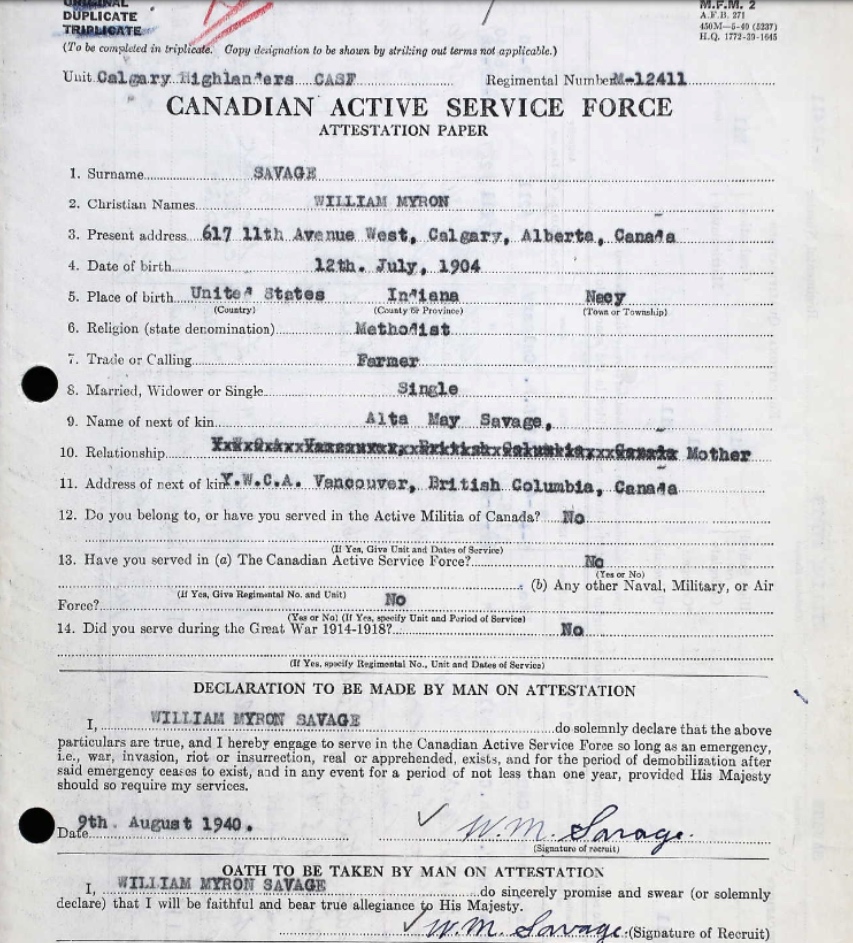 ORIGINAL
DUPLICATE
TRIPLICATE
M.F.M. 2
A.F.B. 271
450M—5-40 (5237)
H.Q. 1772-39-1645
(To be completed in triplicate. Copy designation to be shown by striking out terms not applicable.)
Unit Calgary Highlanders CASF Regimental Number M-12411
CANADIAN ACTIVE SERVICE FORCE
ATTESTATION PAPER
1. Surname SAVAGE
2. Christian Names WILLIAM MYRON
3. Present address 617 11th Avenue West, Calgary, Alberta, Canada
4. Date of birth 12th. July, 1904
5. Place of birth United States Indiana Nacy
(Country) (County or Province) (Town or Township)
6. Religion (state denomination) Methodist
7. Trade or Calling Farmer
8. Married, Widower or Single Single
9. Name of next of kin Alta May Savage,
10. Relationship Mother
11. Address of next of kin Y.W.C.A. Vancouver, British Columbia, Canada
12. Do you belong to, or have you served in the Active Militia of Canada? No
(If Yes, Give Unit and Dates of Service)
13. Have you served in (a) The Canadian Active Service Force? No
(Yes or No)
(b) Any other Naval, Military, or Air
(If Yes, Give Regimental No. and Unit)
Force? No
(Yes or No) (If Yes, specify Unit and Period of Service)
14. Did you serve during the Great War 1914-1918? No
(If Yes, specify Regimental No., Unit and Dates of Service)
DECLARATION TO BE MADE BY MAN ON ATTESTATION
I, WILLIAM MYRON SAVAGE do solemnly declare that the above
particulars are true, and I hereby engage to serve in the Canadian Active Service Force so long as an emergency,
i.e., war, invasion, riot or insurrection, real or apprehended, exists, and for the period of demobilization after
said emergency ceases to exist, and in any event for a period of not less than one year, provided His Majesty
should so require my services.
Date 9th. August 1940. W. M. Savage.
(Signature of recruit)
OATH TO BE TAKEN BY MAN ON ATTESTATION
I, WILLIAM MYRON SAVAGE do sincerely promise and swear (or solemnly
declare) that I will be faithful and bear true allegiance to His Majesty.
W. M. Savage. (Signature of Recruit)